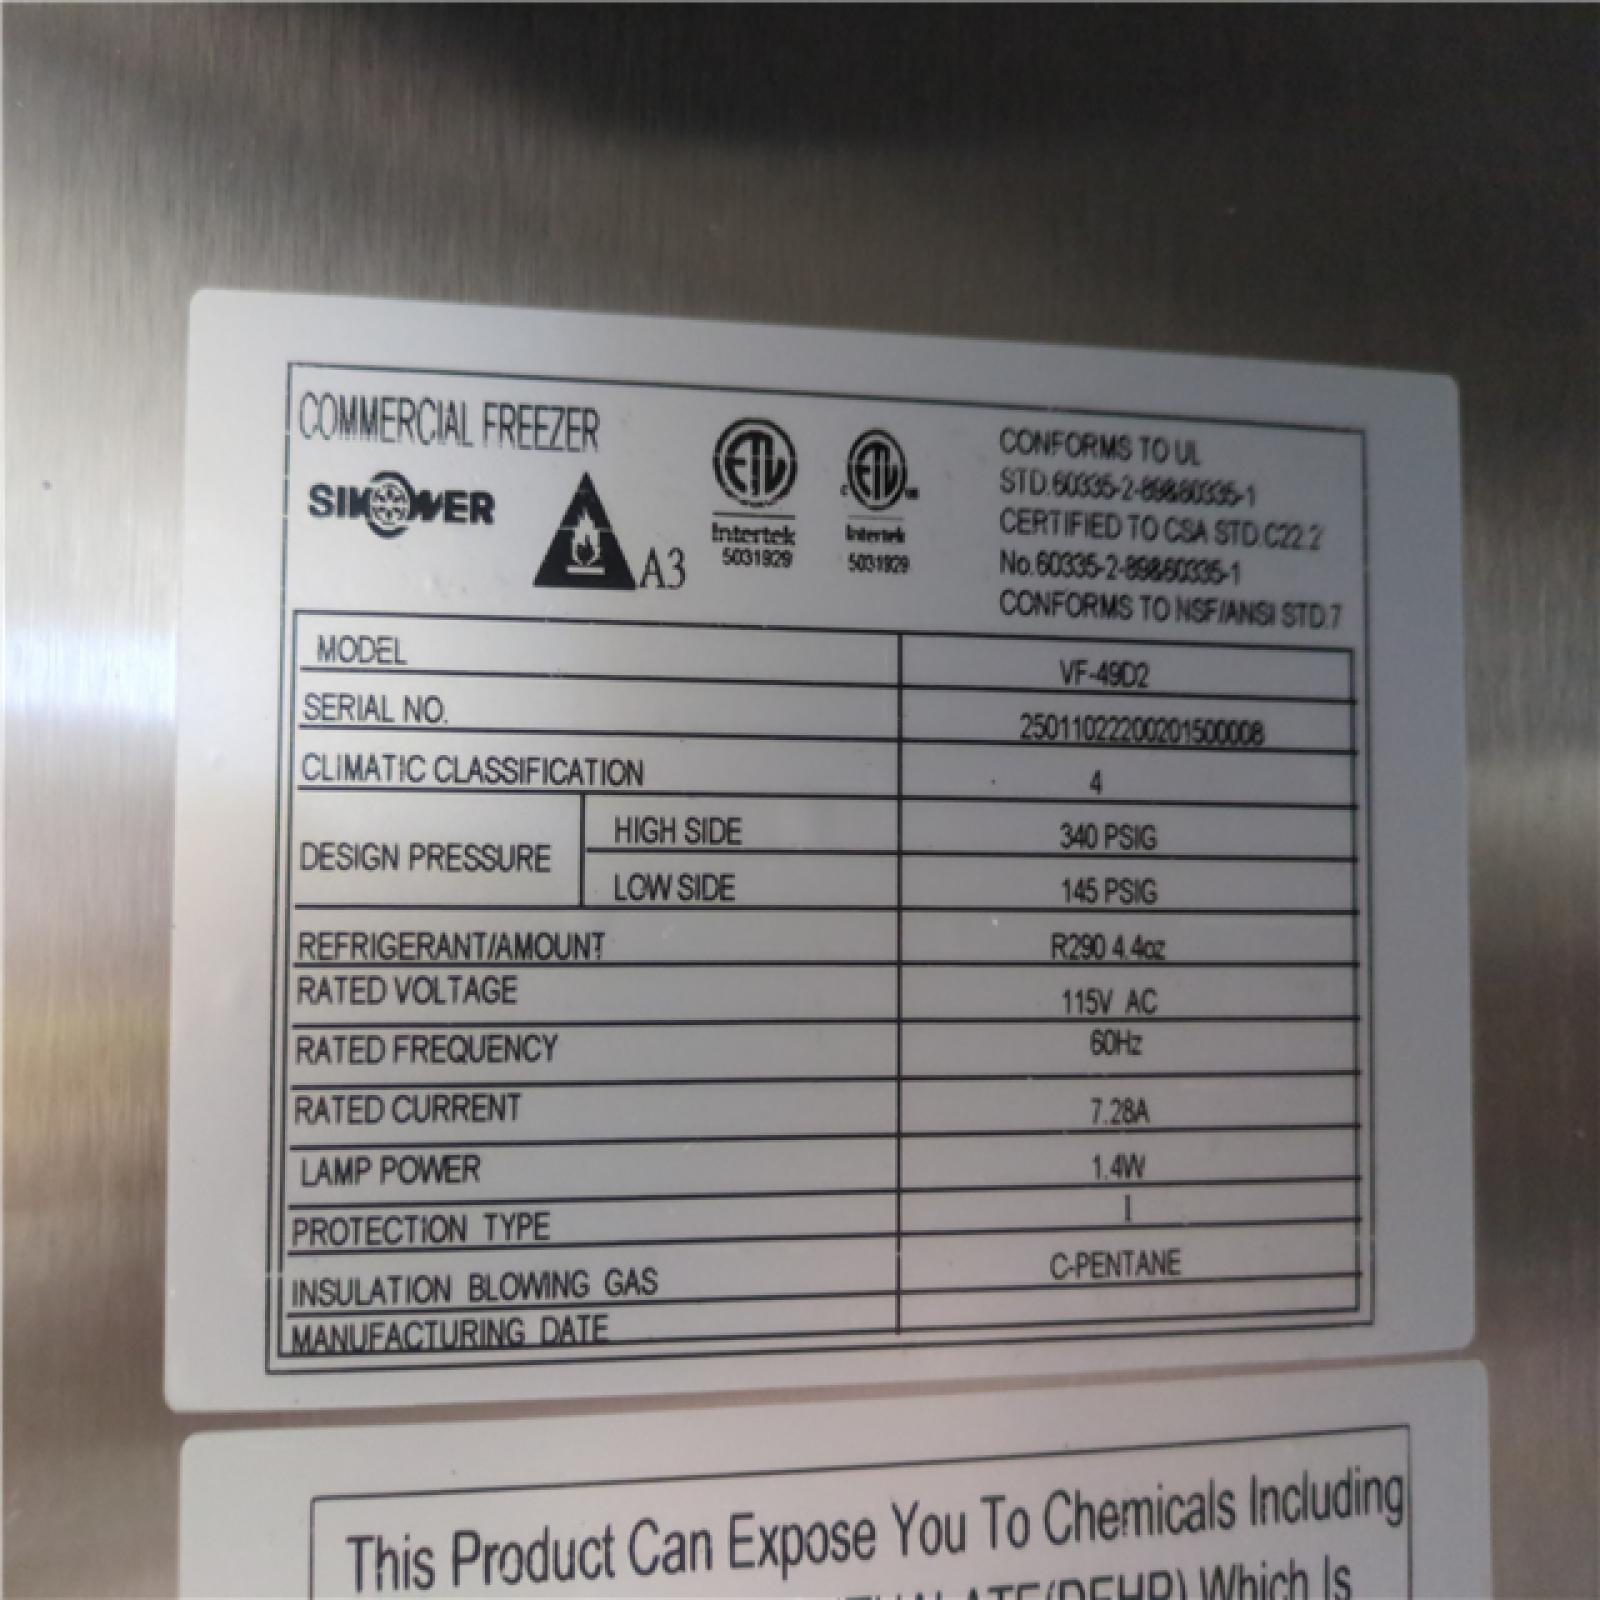 COMMERCIAL FREEZER
SIKOWER
A3
Intertek
5031929
C US
Intertek
5031929
CONFORMS TO UL
STD.60335-2-89&60335-1
CERTIFIED TO CSA STD.C22.2
No.60335-2-89&60335-1
CONFORMS TO NSF/ANSI STD.7
MODEL VF-49D2
SERIAL NO. 25011022200201500008
CLIMATIC CLASSIFICATION 4
DESIGN PRESSURE
HIGH SIDE 340 PSIG
LOW SIDE 145 PSIG
REFRIGERANT/AMOUNT R290 4.4oz
RATED VOLTAGE 115V AC
RATED FREQUENCY 60Hz
RATED CURRENT 7.28A
LAMP POWER 1.4W
PROTECTION TYPE I
INSULATION BLOWING GAS C-PENTANE
MANUFACTURING DATE
This Product Can Expose You To Chemicals Including
(DEHP) Which Is